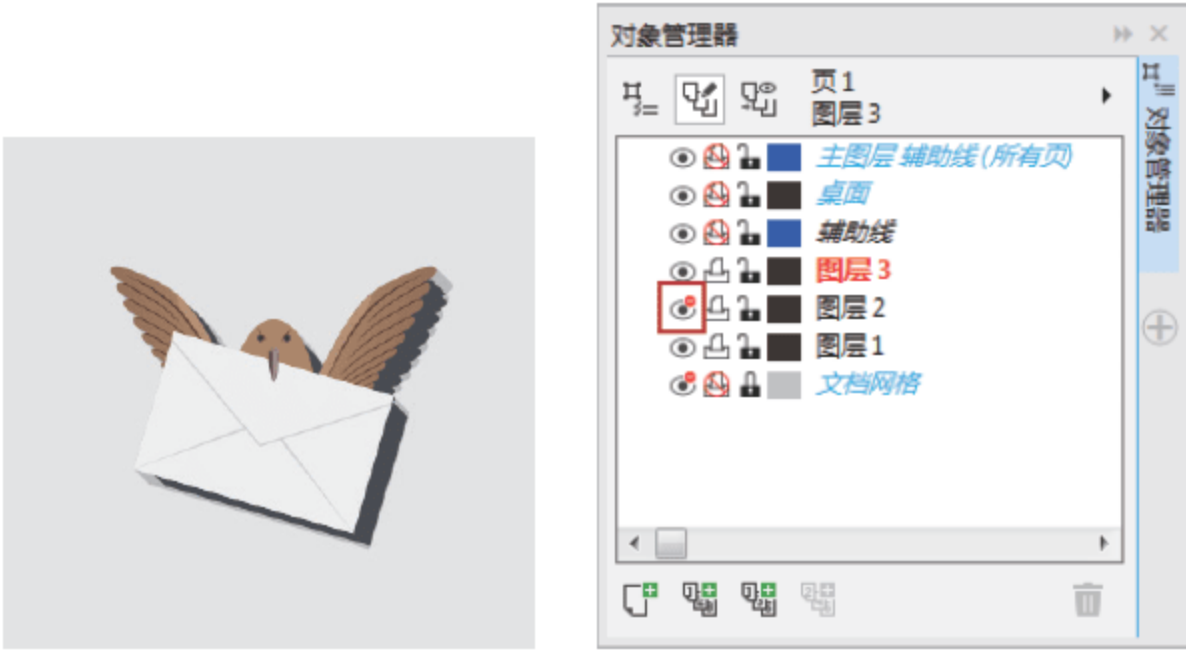 对象管理器
页1
图层3
主图层 辅助线 (所有页)
桌面
辅助线
图层3
图层2
图层1
文档网格
对象管理器